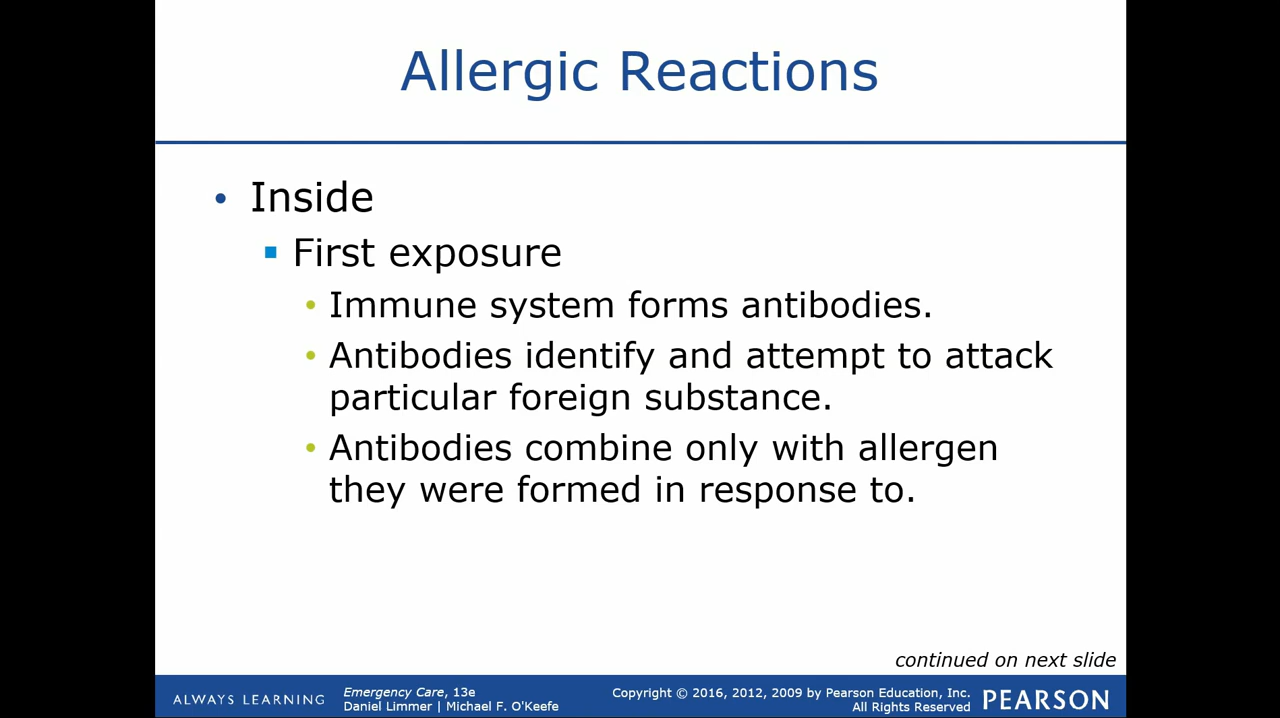 Allergic Reactions
• Inside
▪ First exposure
• Immune system forms antibodies.
• Antibodies identify and attempt to attack
particular foreign substance.
• Antibodies combine only with allergen
they were formed in response to.
continued on next slide
ALWAYS LEARNING
Emergency Care, 13e
Daniel Limmer | Michael F. O'Keefe
Copyright © 2016, 2012, 2009 by Pearson Education, Inc.
All Rights Reserved
PEARSON